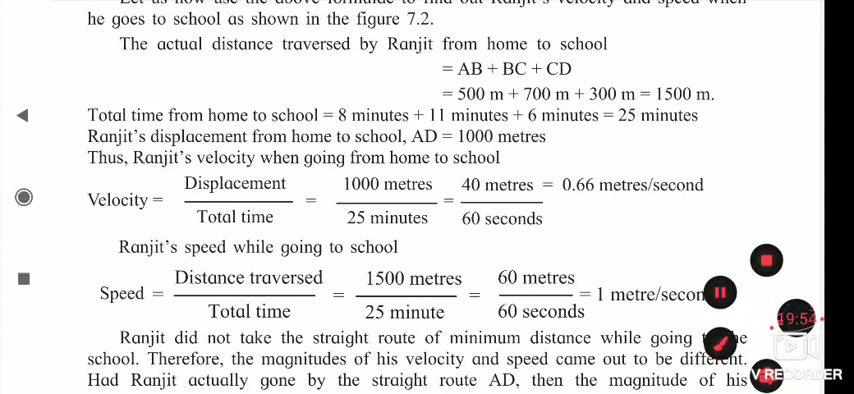 he goes to school as shown in the figure 7.2.
The actual distance traversed by Ranjit from home to school
= AB + BC + CD
= 500 m + 700 m + 300 m = 1500 m.
Total time from home to school = 8 minutes + 11 minutes + 6 minutes = 25 minutes
Ranjit's displacement from home to school, AD = 1000 metres
Thus, Ranjit's velocity when going from home to school
Velocity = Displacement / Total time = 1000 metres / 25 minutes = 40 metres / 60 seconds = 0.66 metres/second
Ranjit's speed while going to school
Speed = Distance traversed / Total time = 1500 metres / 25 minute = 60 metres / 60 seconds = 1 metre/secon
19:54
Ranjit did not take the straight route of minimum distance while going
school. Therefore, the magnitudes of his velocity and speed came out to be different.
Had Ranjit actually gone by the straight route AD, then the magnitude of his
V RECORDER